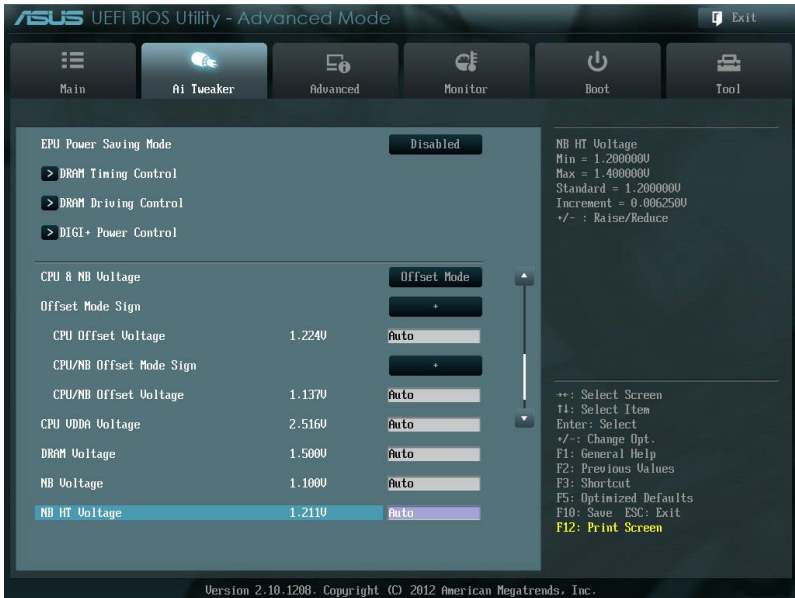 ASUS UEFI BIOS Utility - Advanced Mode
Exit
Main
Ai Tweaker
Advanced
Monitor
Boot
Tool
EPU Power Saving Mode Disabled
> DRAM Timing Control
> DRAM Driving Control
> DIGI+ Power Control
CPU & NB Voltage Offset Mode
Offset Mode Sign +
CPU Offset Voltage 1.224V Auto
CPU/NB Offset Mode Sign +
CPU/NB Offset Voltage 1.137V Auto
CPU VDDA Voltage 2.516V Auto
DRAM Voltage 1.500V Auto
NB Voltage 1.100V Auto
NB HT Voltage 1.211V Auto
NB HT Voltage
Min = 1.200000V
Max = 1.400000V
Standard = 1.200000V
Increment = 0.006250V
+/- : Raise/Reduce
→←: Select Screen
↑↓: Select Item
Enter: Select
+/-: Change Opt.
F1: General Help
F2: Previous Values
F3: Shortcut
F5: Optimized Defaults
F10: Save ESC: Exit
F12: Print Screen
Version 2.10.1208. Copyright (C) 2012 American Megatrends, Inc.